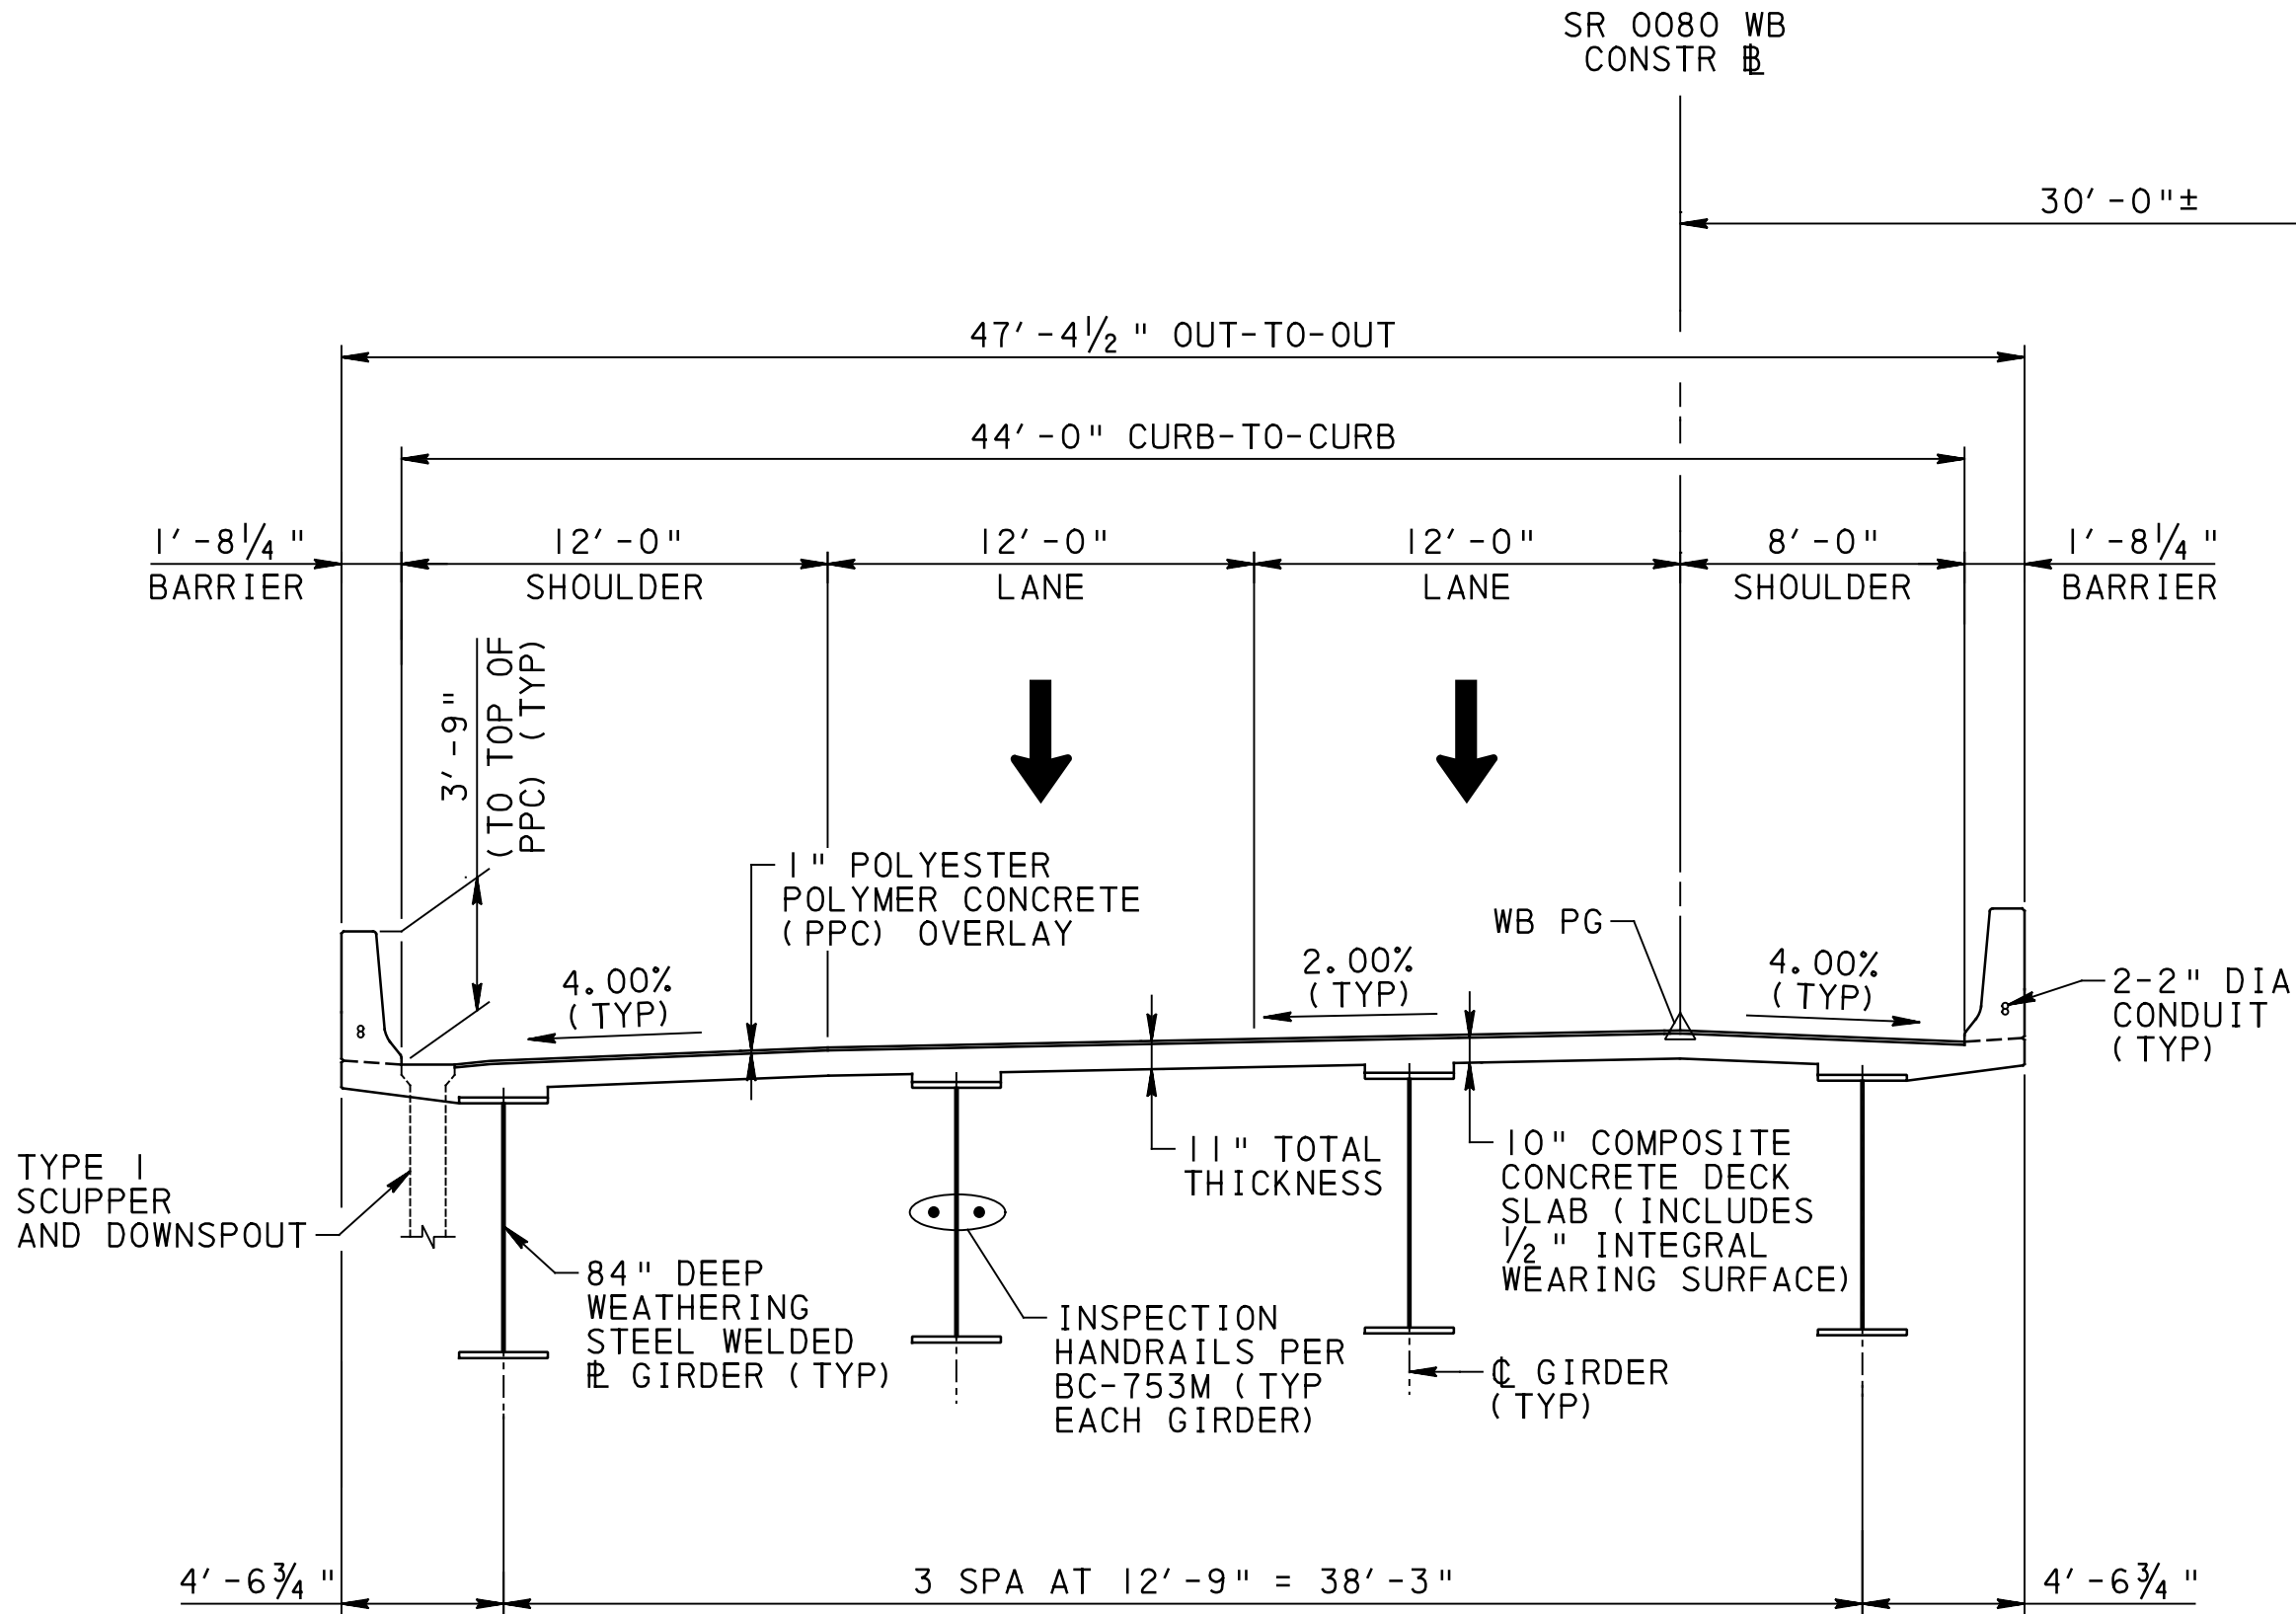 SR 0080 WB
CONSTR ⅊
30'-0"±
47'-4½" OUT-TO-OUT
44'-0" CURB-TO-CURB
1'-8¼"
BARRIER
12'-0"
SHOULDER
12'-0"
LANE
12'-0"
LANE
8'-0"
SHOULDER
1'-8¼"
BARRIER
3'-9"
(TO TOP OF
PPC) (TYP)
1" POLYESTER
POLYMER CONCRETE
(PPC) OVERLAY
WB PG
4.00%
(TYP)
2.00%
(TYP)
4.00%
(TYP)
2-2" DIA
CONDUIT
(TYP)
TYPE 1
SCUPPER
AND DOWNSPOUT
11" TOTAL
THICKNESS
10" COMPOSITE
CONCRETE DECK
SLAB (INCLUDES
½" INTEGRAL
WEARING SURFACE)
84" DEEP
WEATHERING
STEEL WELDED
⅊ GIRDER (TYP)
INSPECTION
HANDRAILS PER
BC-753M (TYP
EACH GIRDER)
℄ GIRDER
(TYP)
4'-6¾"
3 SPA AT 12'-9" = 38'-3"
4'-6¾"